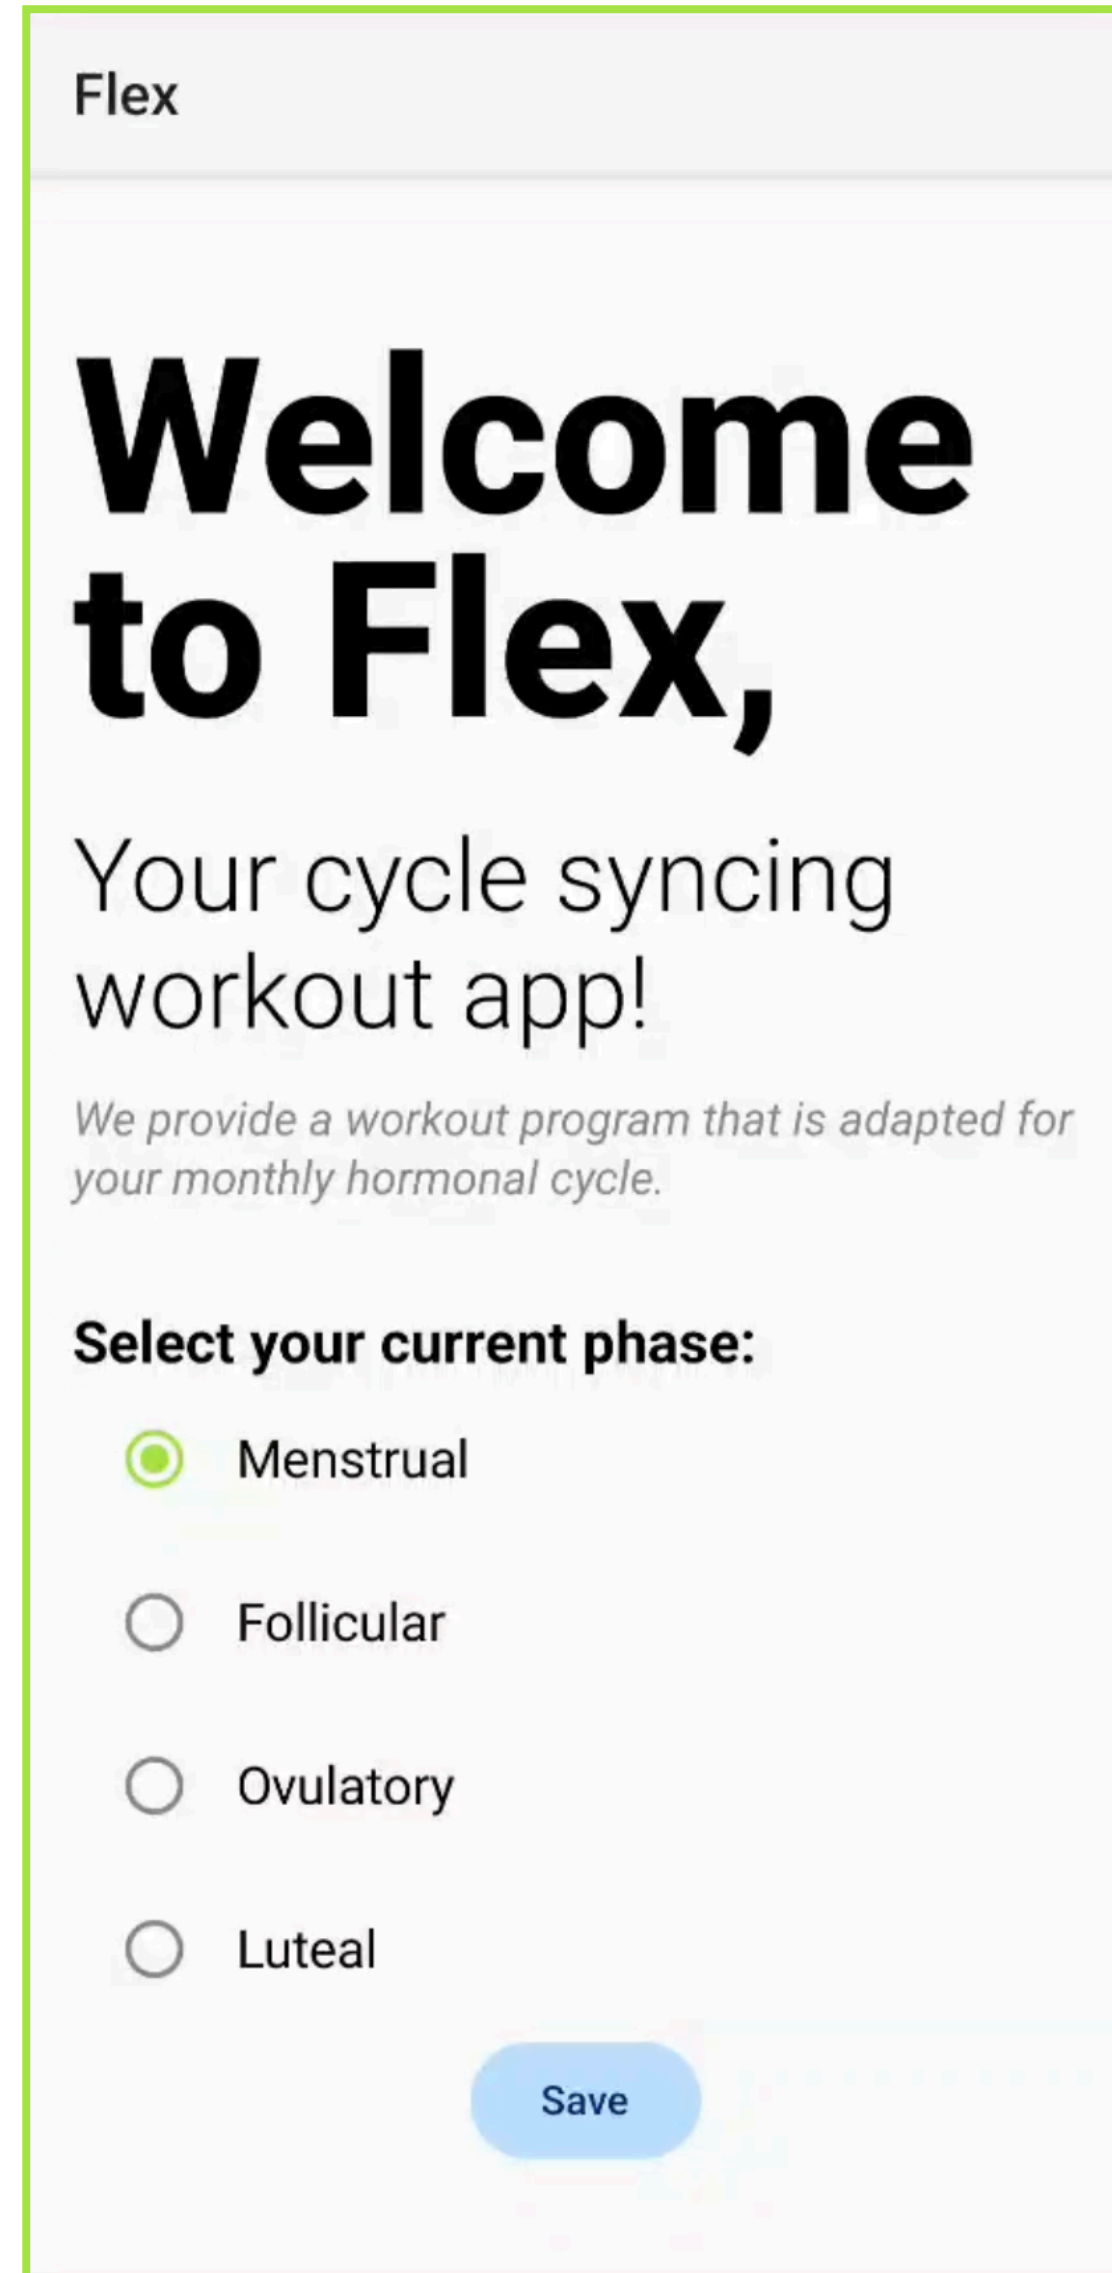 Flex
Welcome
to Flex,
Your cycle syncing
workout app!
We provide a workout program that is adapted for
your monthly hormonal cycle.
Select your current phase:
Menstrual
Follicular
Ovulatory
Luteal
Save